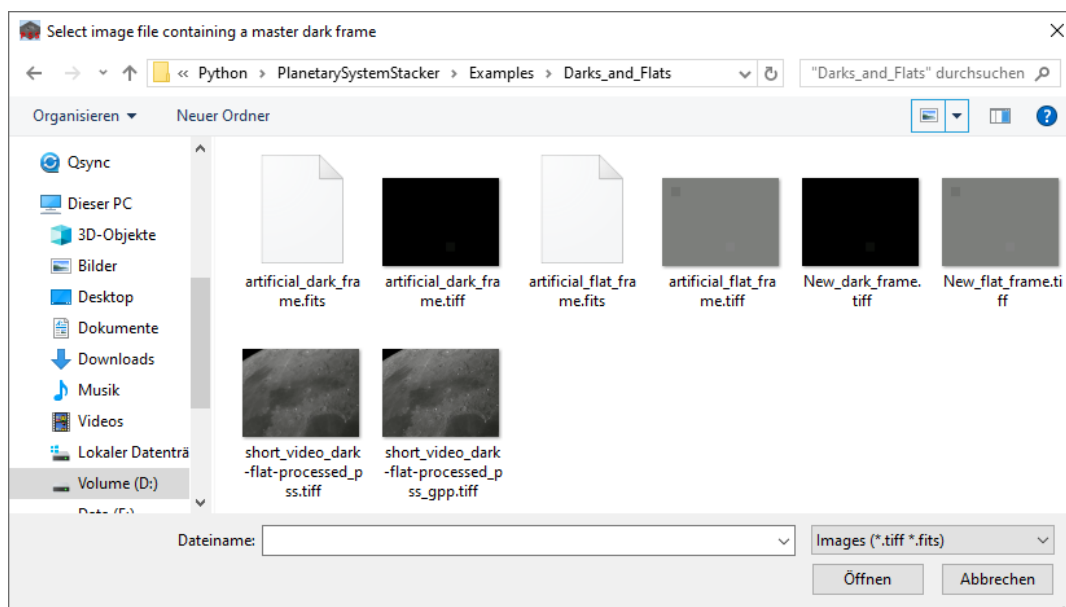 Select image file containing a master dark frame
« Python > PlanetarySystemStacker > Examples > Darks_and_Flats
"Darks_and_Flats" durchsuchen
Organisieren
Neuer Ordner
Qsync
Dieser PC
3D-Objekte
Bilder
Desktop
Dokumente
Downloads
Musik
Videos
Lokaler Datenträ
Volume (D:)
artificial_dark_fra
me.fits
artificial_dark_fra
me.tiff
artificial_flat_fra
me.fits
artificial_flat_fra
me.tiff
New_dark_frame.
tiff
New_flat_frame.ti
ff
short_video_dark
-flat-processed_p
ss.tiff
short_video_dark
-flat-processed_p
ss_gpp.tiff
Dateiname:
Images (*.tiff *.fits)
Öffnen
Abbrechen